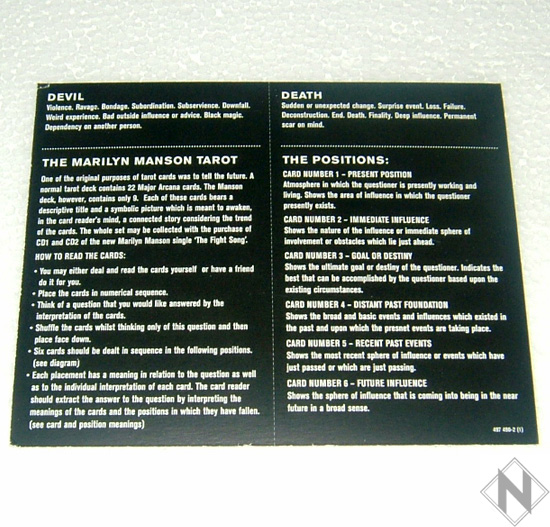 DEVIL
Violence. Ravage. Bondage. Subordination. Subservience. Downfall.
Weird experience. Bad outside influence or advice. Black magic.
Dependency on another person.
THE MARILYN MANSON TAROT
One of the original purposes of tarot cards was to tell the future. A
normal tarot deck contains 22 Major Arcana cards. The Manson
deck, however, contains only 9. Each of these cards bears a
descriptive title and a symbolic picture which is meant to awaken,
in the card reader's mind, a connected story considering the trend
of the cards. The whole set may be collected with the purchase of
CD1 and CD2 of the new Marilyn Manson single 'The Fight Song'.
HOW TO READ THE CARDS:
• You may either deal and read the cards yourself or have a friend
do it for you.
• Place the cards in numerical sequence.
• Think of a question that you would like answered by the
interpretation of the cards.
• Shuffle the cards whilst thinking only of this question and then
place face down.
• Six cards should be dealt in sequence in the following positions.
(see diagram)
• Each placement has a meaning in relation to the question as well
as to the individual interpretation of each card. The card reader
should extract the answer to the question by interpreting the
meanings of the cards and the positions in which they have fallen.
(see card and position meanings)
DEATH
Sudden or unexpected change. Surprise event. Loss. Failure.
Deconstruction. End. Death. Finality. Deep influence. Permanent
scar on mind.
THE POSITIONS:
CARD NUMBER 1 – PRESENT POSITION
Atmosphere in which the questioner is presently working and
living. Shows the area of influence in which the questioner
presently exists.
CARD NUMBER 2 – IMMEDIATE INFLUENCE
Shows the nature of the influence or immediate sphere of
involvement or obstacles which lie just ahead.
CARD NUMBER 3 – GOAL OR DESTINY
Shows the ultimate goal or destiny of the questioner. Indicates the
best that can be accomplished by the questioner based upon the
existing circumstances.
CARD NUMBER 4 – DISTANT PAST FOUNDATION
Shows the broad and basic events and influences which existed in
the past and upon which the presnet events are taking place.
CARD NUMBER 5 – RECENT PAST EVENTS
Shows the most recent sphere of influence or events which have
just passed or which are just passing.
CARD NUMBER 6 – FUTURE INFLUENCE
Shows the sphere of influence that is coming into being in the near
future in a broad sense.
497 490-2 (1)
N